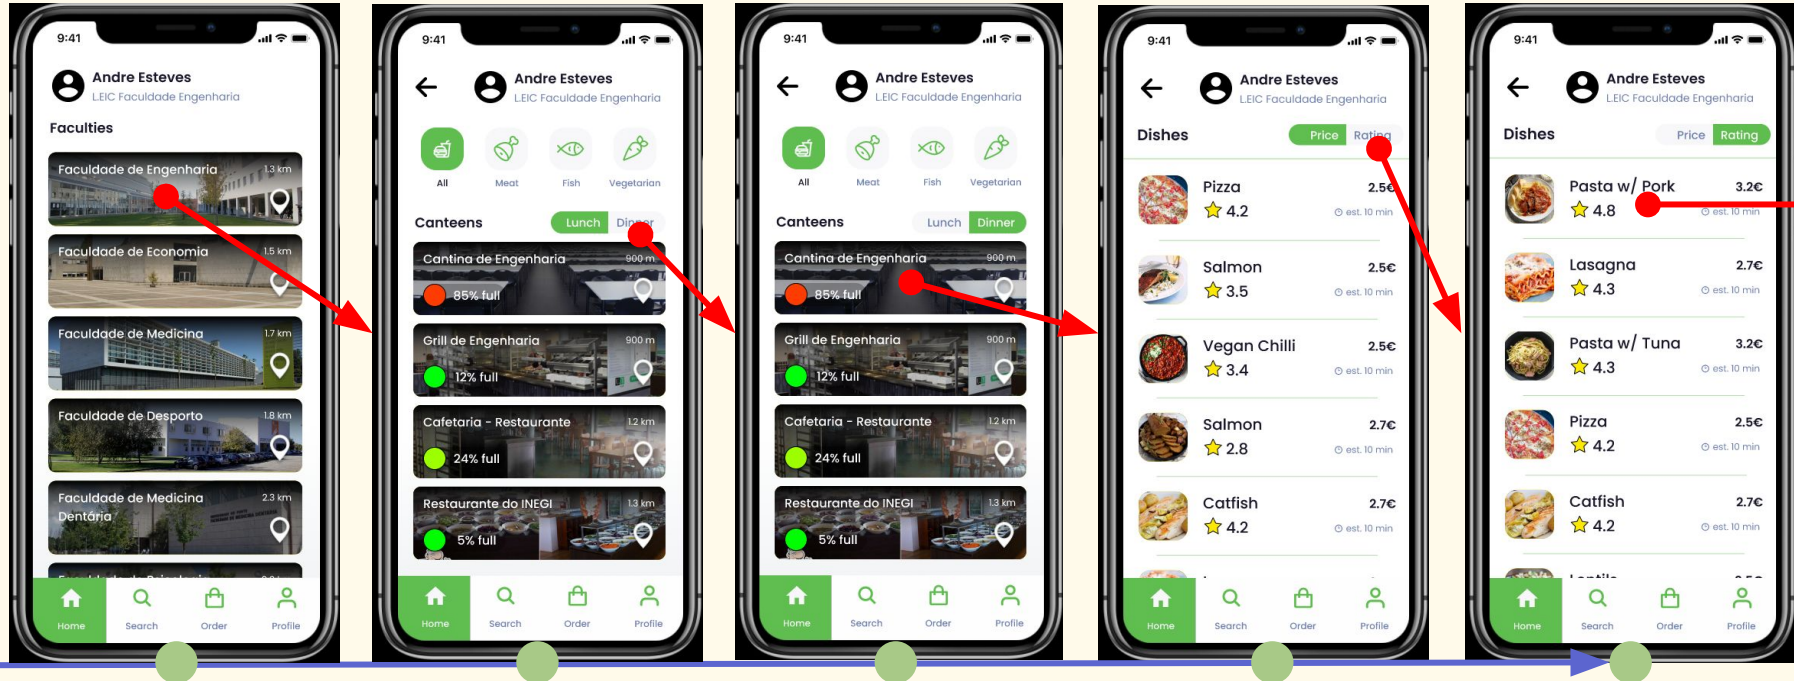 9:41
Andre Esteves
LEIC Faculdade Engenharia
Faculties
Faculdade de Engenharia 1.3 km
Faculdade de Economia 1.5 km
Faculdade de Medicina 1.7 km
Faculdade de Desporto 1.8 km
Faculdade de Medicina 2.3 km
Dentária
Home Search Order Profile
9:41
Andre Esteves
LEIC Faculdade Engenharia
All Meat Fish Vegetarian
Canteens Lunch Dinner
Cantina de Engenharia 900 m
85% full
Grill de Engenharia 900 m
12% full
Cafetaria - Restaurante 1.2 km
24% full
Restaurante do INEGI 1.3 km
5% full
Home Search Order Profile
9:41
Andre Esteves
LEIC Faculdade Engenharia
All Meat Fish Vegetarian
Canteens Lunch Dinner
Cantina de Engenharia 900 m
85% full
Grill de Engenharia 900 m
12% full
Cafetaria - Restaurante 1.2 km
24% full
Restaurante do INEGI 1.3 km
5% full
Home Search Order Profile
9:41
Andre Esteves
LEIC Faculdade Engenharia
Dishes Price Rating
Pizza 2.5€
4.2 est. 10 min
Salmon 2.5€
3.5 est. 10 min
Vegan Chilli 2.5€
3.4 est. 10 min
Salmon 2.7€
2.8 est. 10 min
Catfish 2.7€
4.2 est. 10 min
Home Search Order Profile
9:41
Andre Esteves
LEIC Faculdade Engenharia
Dishes Price Rating
Pasta w/ Pork 3.2€
4.8 est. 10 min
Lasagna 2.7€
4.3 est. 10 min
Pasta w/ Tuna 3.2€
4.3 est. 10 min
Pizza 2.5€
4.2 est. 10 min
Catfish 2.7€
4.2 est. 10 min
Home Search Order Profile